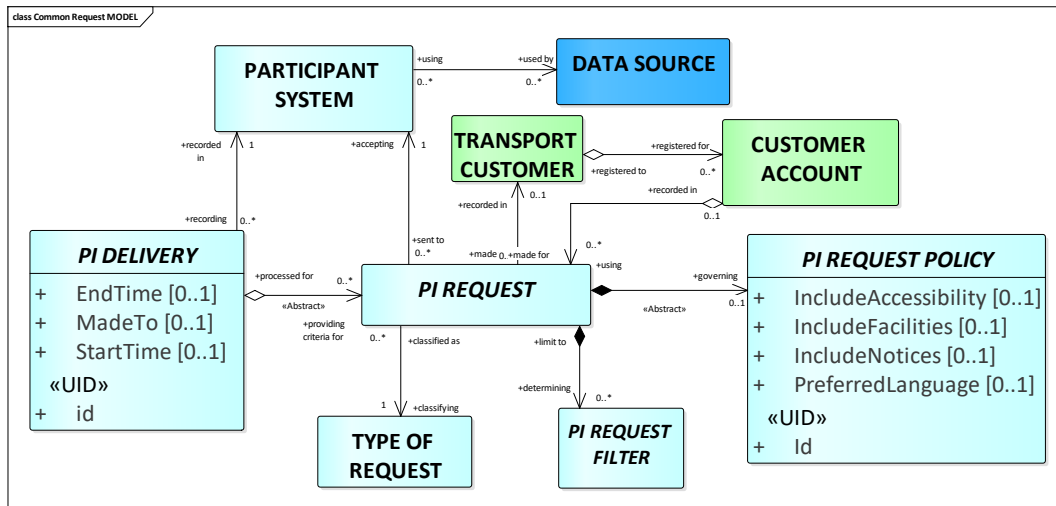 class Common Request MODEL
PARTICIPANT
SYSTEM
+using
0..*
+used by
0..*
DATA SOURCE
TRANSPORT
CUSTOMER
+registered for
+registered to
0..*
CUSTOMER
ACCOUNT
+recorded
in
1
+accepting
1
+recorded in
0..1
+recorded in
0..1
+recording
0..*
+sent to
0..*
+made
0..
+made for
0..*
+using
PI DELIVERY
+ EndTime [0..1]
+ MadeTo [0..1]
+ StartTime [0..1]
«UID»
+ id
+processed for
0..*
«Abstract»
+providing
criteria for
0..*
PI REQUEST
+governing
0..1
«Abstract»
PI REQUEST POLICY
+ IncludeAccessibility [0..1]
+ IncludeFacilities [0..1]
+ IncludeNotices [0..1]
+ PreferredLanguage [0..1]
«UID»
+ Id
+classified as
+limit to
1
+classifying
+determining
0..*
TYPE OF
REQUEST
PI REQUEST
FILTER